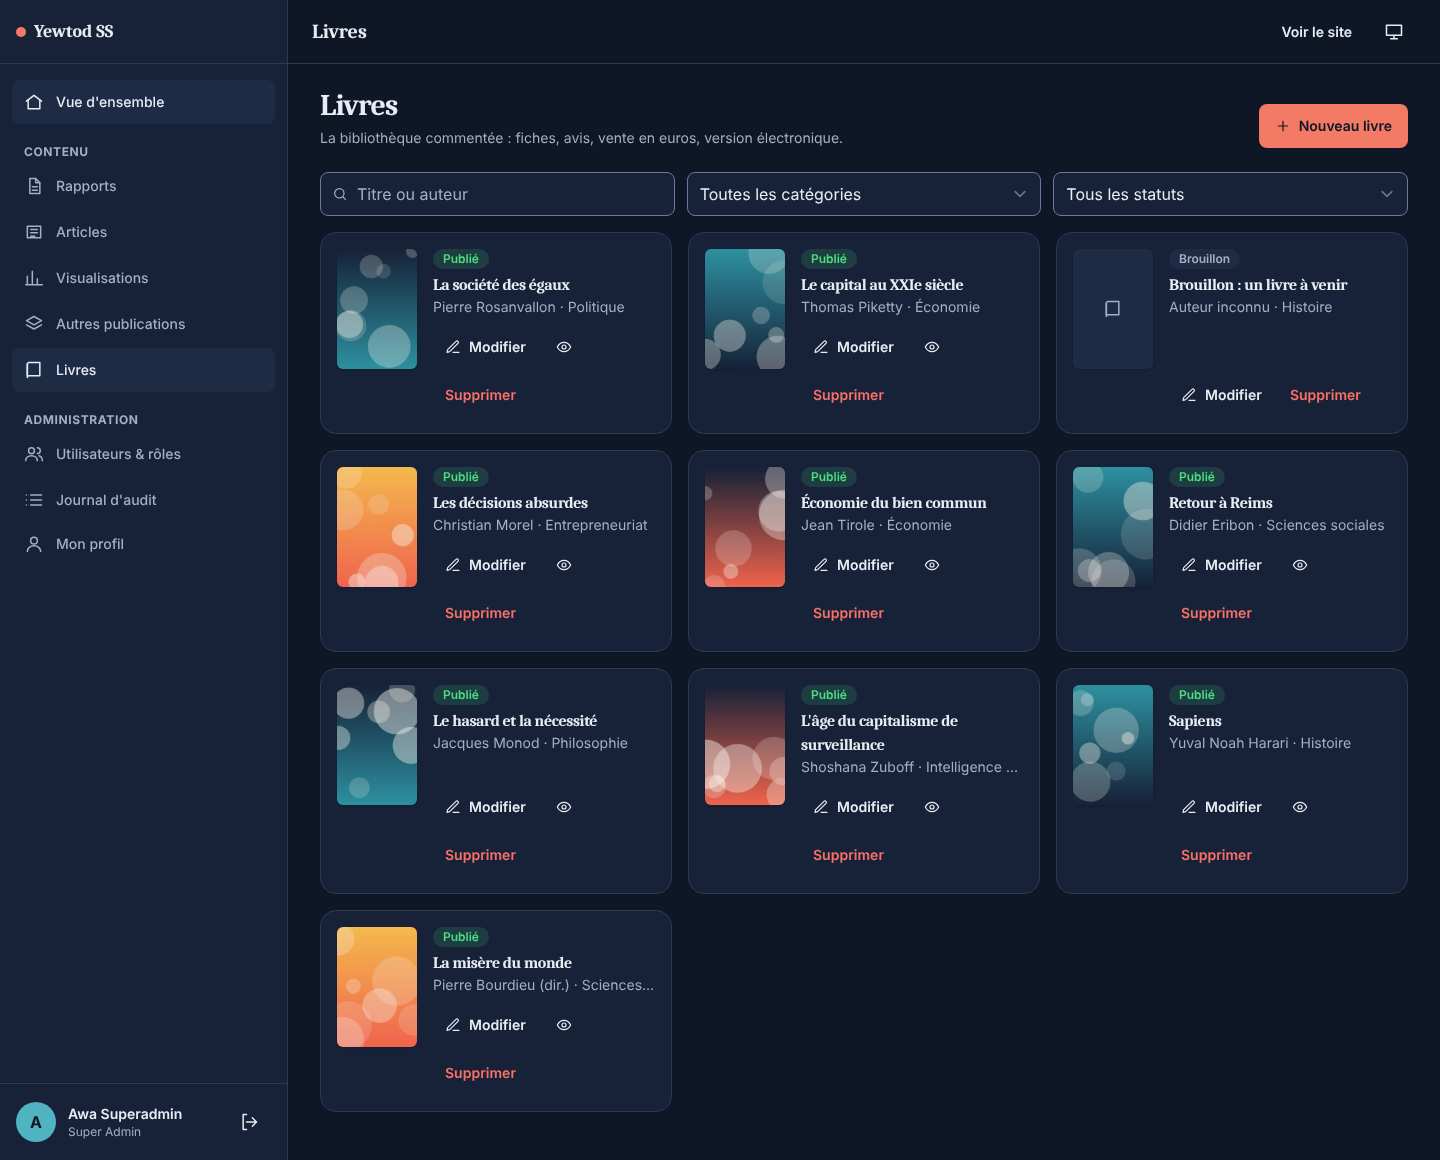 Yewtod SS
Livres
Voir le site
Vue d'ensemble
CONTENU
Rapports
Articles
Visualisations
Autres publications
Livres
ADMINISTRATION
Utilisateurs & rôles
Journal d'audit
Mon profil
A
Awa Superadmin
Super Admin
Livres
La bibliothèque commentée : fiches, avis, vente en euros, version électronique.
Nouveau livre
Titre ou auteur
Toutes les catégories
Tous les statuts
Publié
La société des égaux
Pierre Rosanvallon · Politique
Modifier
Supprimer
Publié
Le capital au XXIe siècle
Thomas Piketty · Économie
Modifier
Supprimer
Brouillon
Brouillon : un livre à venir
Auteur inconnu · Histoire
Modifier
Supprimer
Publié
Les décisions absurdes
Christian Morel · Entrepreneuriat
Modifier
Supprimer
Publié
Économie du bien commun
Jean Tirole · Économie
Modifier
Supprimer
Publié
Retour à Reims
Didier Eribon · Sciences sociales
Modifier
Supprimer
Publié
Le hasard et la nécessité
Jacques Monod · Philosophie
Modifier
Supprimer
Publié
L'âge du capitalisme de
surveillance
Shoshana Zuboff · Intelligence ...
Modifier
Supprimer
Publié
Sapiens
Yuval Noah Harari · Histoire
Modifier
Supprimer
Publié
La misère du monde
Pierre Bourdieu (dir.) · Sciences...
Modifier
Supprimer